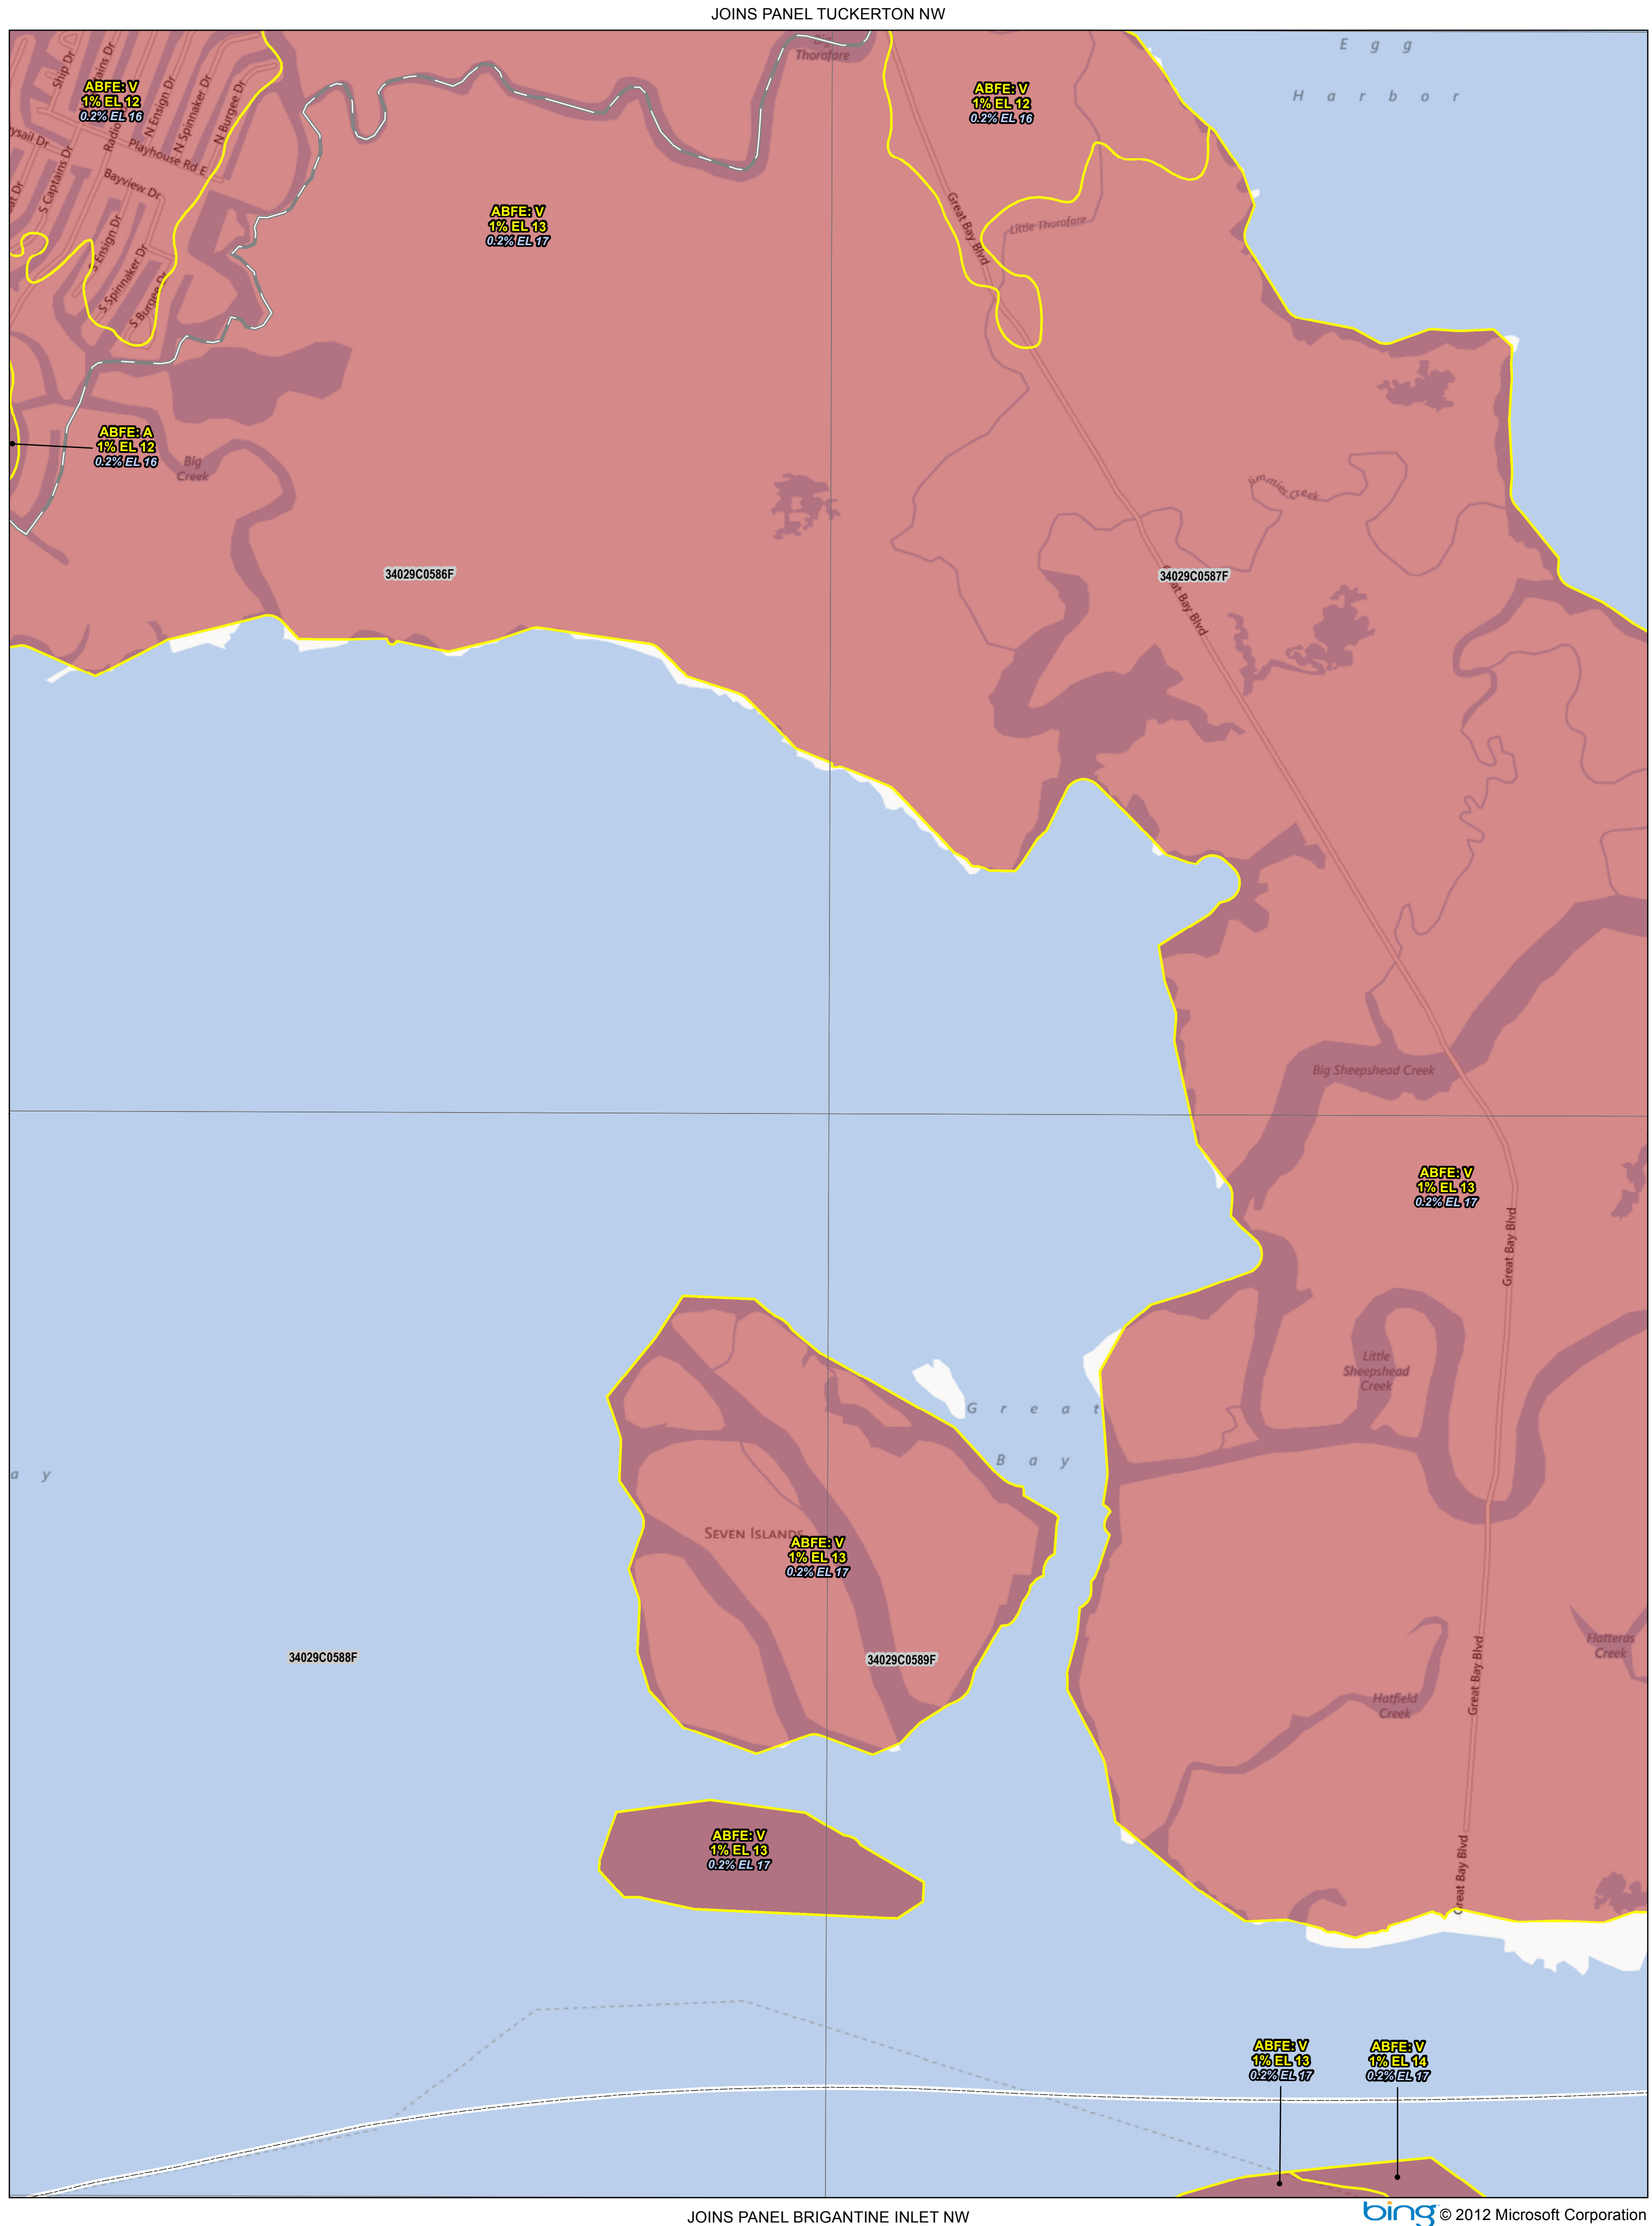 JOINS PANEL TUCKERTON NW
Egg
Harbor
Thorofare
Ship Dr
N Ensign Dr
N Spinnaker Dr
N Burgee Dr
ABFE: V
1% EL 12
0.2% EL 16
Playhouse Rd E
Bayview Dr
S Captains Dr
S Ensign Dr
S Spinnaker Dr
S Burgee Dr
ABFE: V
1% EL 12
0.2% EL 16
ABFE: V
1% EL 13
0.2% EL 17
Great Bay Blvd
Little Thorofare
ABFE: A
1% EL 12
0.2% EL 16
Big
Creek
Jimmies Creek
34029C0586F
34029C0587F
Bay Blvd
Big Sheepshead Creek
ABFE: V
1% EL 13
0.2% EL 17
Great Bay Blvd
Little
Sheepshead
Creek
Great
Bay
ay
SEVEN ISLANDS
ABFE: V
1% EL 13
0.2% EL 17
34029C0588F
34029C0589F
Flatteras
Creek
Great Bay Blvd
Hatfield
Creek
ABFE: V
1% EL 13
0.2% EL 17
Great Bay Blvd
ABFE: V
1% EL 13
0.2% EL 17
ABFE: V
1% EL 14
0.2% EL 17
JOINS PANEL BRIGANTINE INLET NW
bing © 2012 Microsoft Corporation